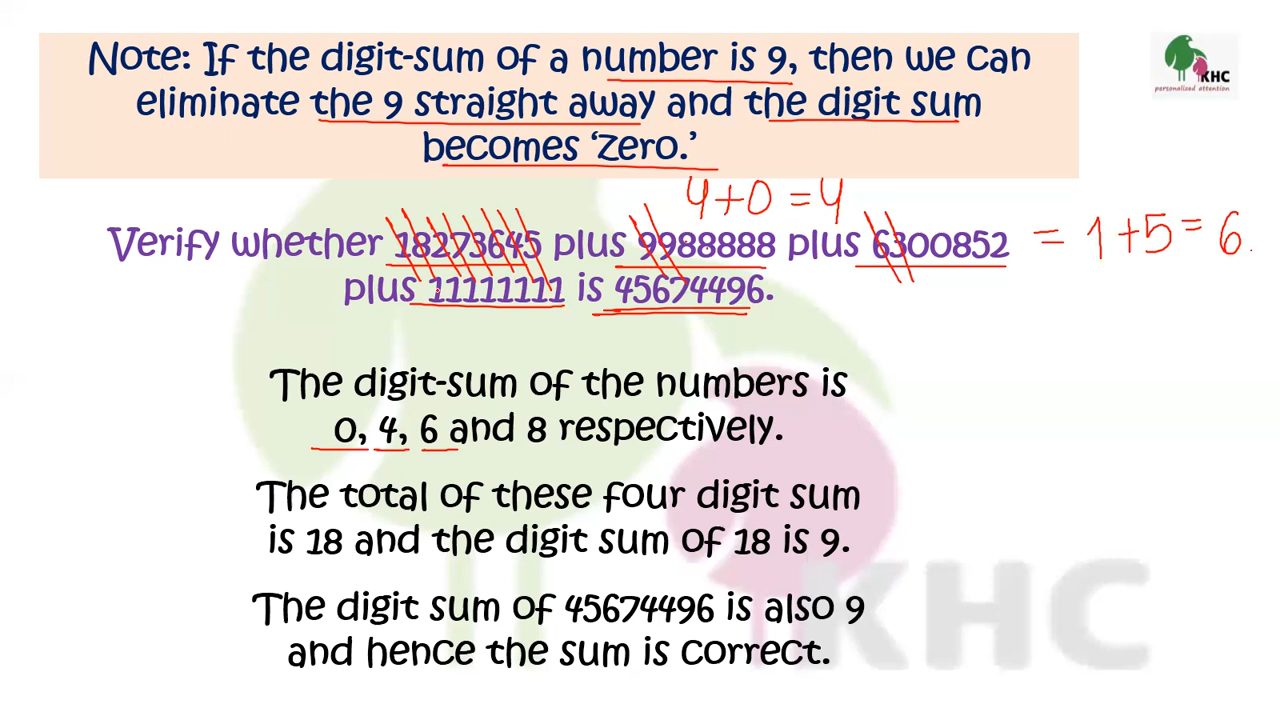 Note: If the digit-sum of a number is 9, then we can
eliminate the 9 straight away and the digit sum
becomes ‘zero.’
KHC
personalized attention
4+0=4
Verify whether 18273645 plus 9988888 plus 6300852 = 1+5=6.
plus 11111111 is 45674496.
The digit-sum of the numbers is
0, 4, 6 and 8 respectively.
The total of these four digit sum
is 18 and the digit sum of 18 is 9.
The digit sum of 45674496 is also 9
and hence the sum is correct.
KHC